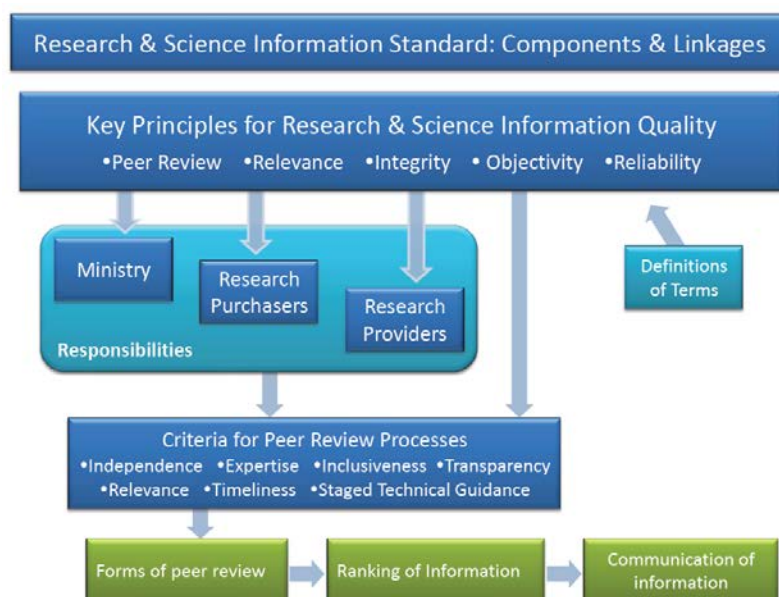 Research & Science Information Standard: Components & Linkages
Key Principles for Research & Science Information Quality
•Peer Review •Relevance •Integrity • Objectivity •Reliability
Ministry
Research
Purchasers
Research
Providers
Responsibilities
Definitions
of Terms
Criteria for Peer Review Processes
•Independence •Expertise •Inclusiveness •Transparency
•Relevance •Timeliness •Staged Technical Guidance
Forms of peer review
Ranking of Information
Communication of
information